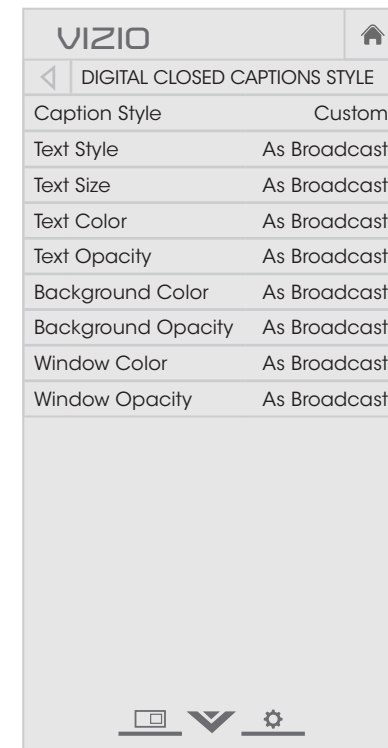 VIZIO
DIGITAL CLOSED CAPTIONS STYLE
Caption Style Custom
Text Style As Broadcast
Text Size As Broadcast
Text Color As Broadcast
Text Opacity As Broadcast
Background Color As Broadcast
Background Opacity As Broadcast
Window Color As Broadcast
Window Opacity As Broadcast